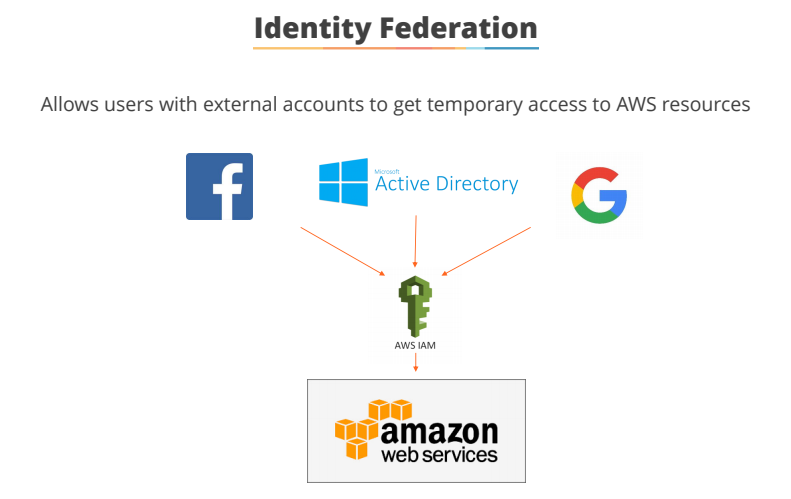 Identity Federation
Allows users with external accounts to get temporary access to AWS resources
f
Microsoft
Active Directory
G
AWS IAM
amazon
web services